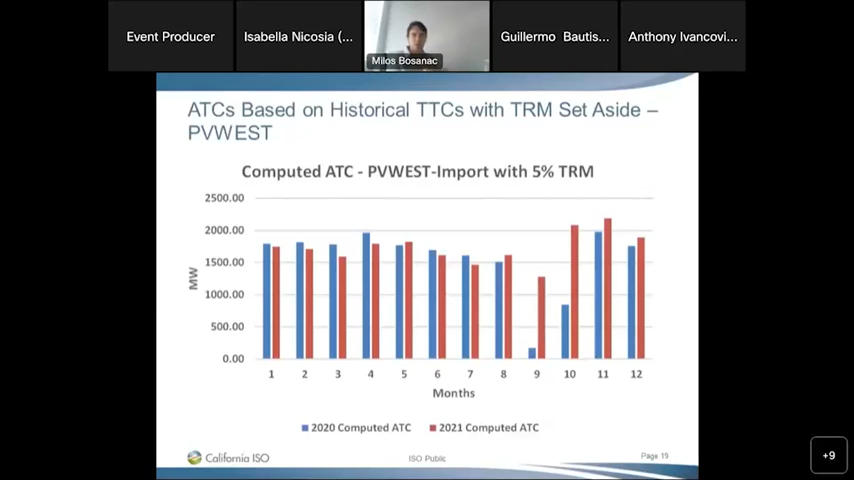 Event Producer
Isabella Nicosia (...
Milos Bosanac
Guillermo Bautis...
Anthony Ivancovi...
ATCs Based on Historical TTCs with TRM Set Aside –
PVWEST
Computed ATC - PVWEST-Import with 5% TRM
2500.00
2000.00
1500.00
1000.00
500.00
0.00
MW
1 2 3 4 5 6 7 8 9 10 11 12
Months
2020 Computed ATC 2021 Computed ATC
California ISO
ISO Public
Page 19
+9